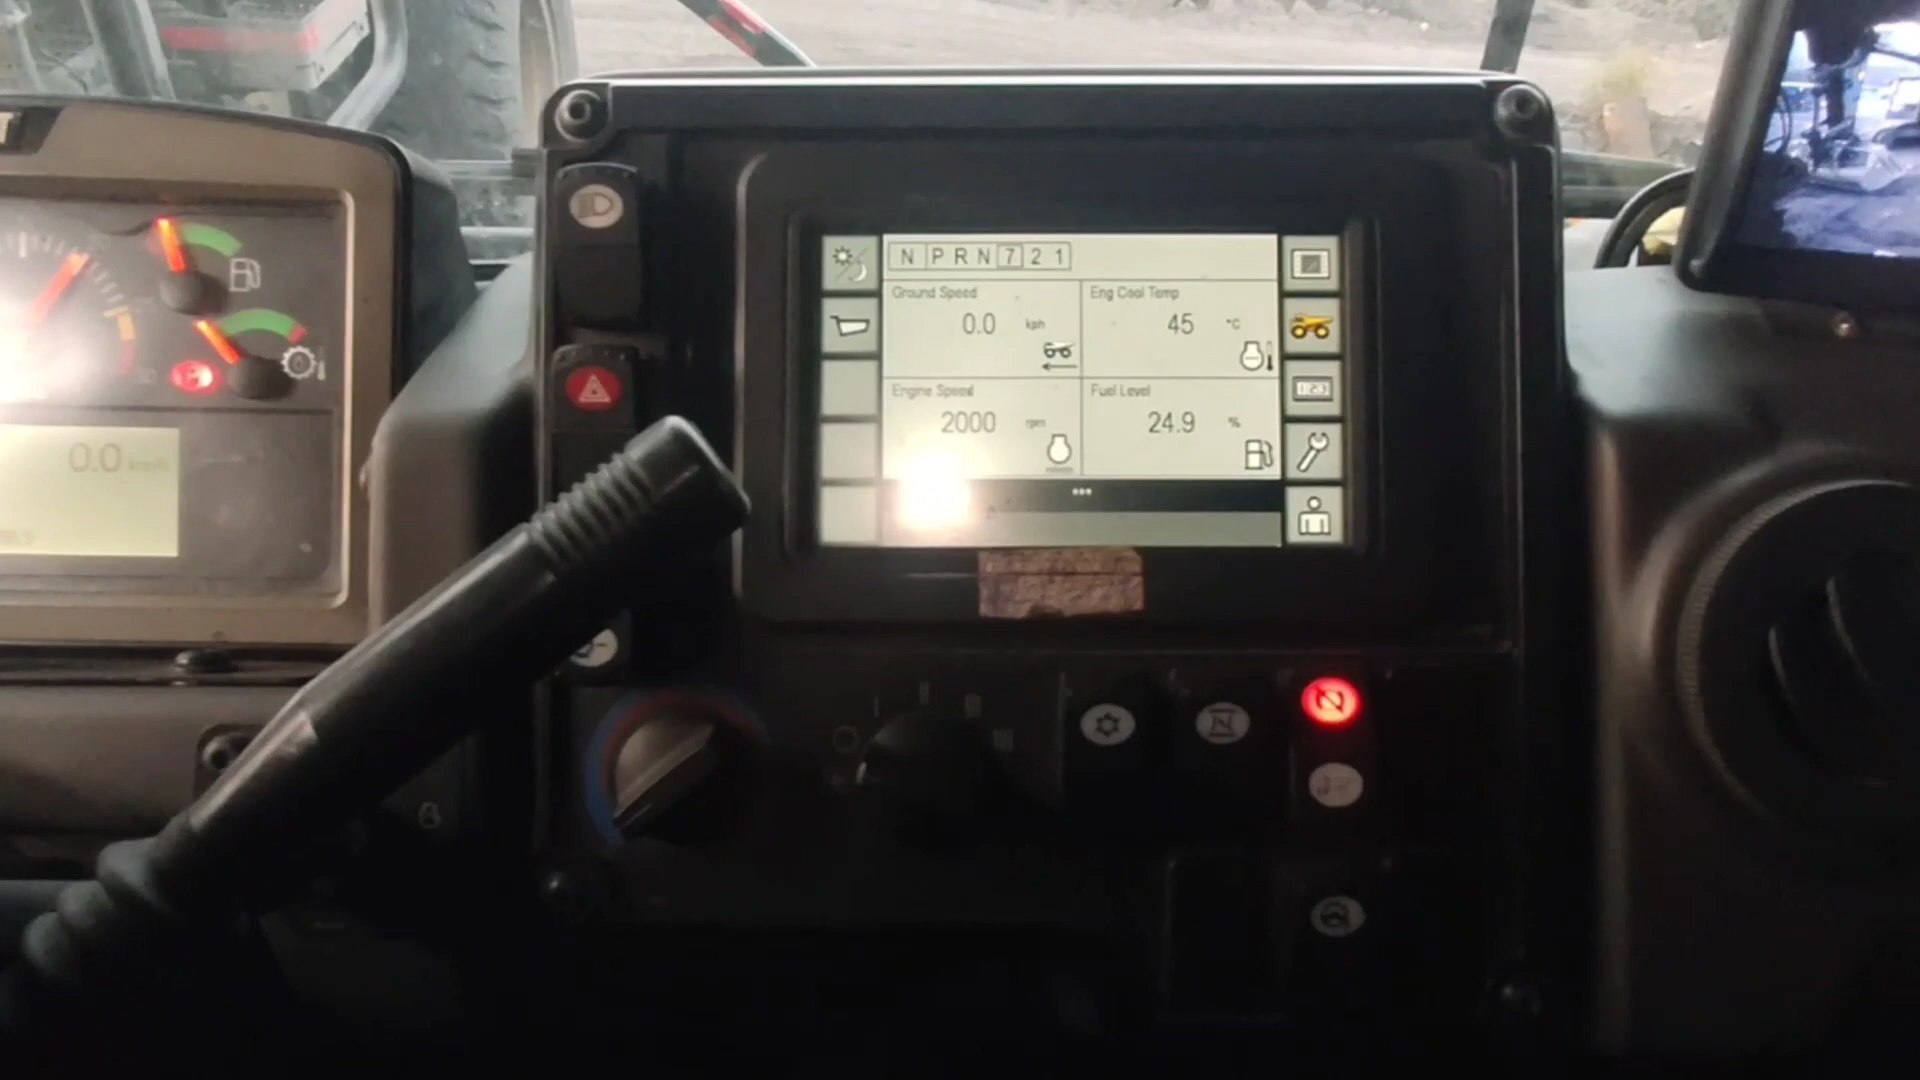 N P R N 7 2 1
Ground Speed
0.0 kph
Eng Cool Temp
45 °C
Engine Speed
2000 rpm
Fuel Level
24.9 %
123
0.0 km/h
T